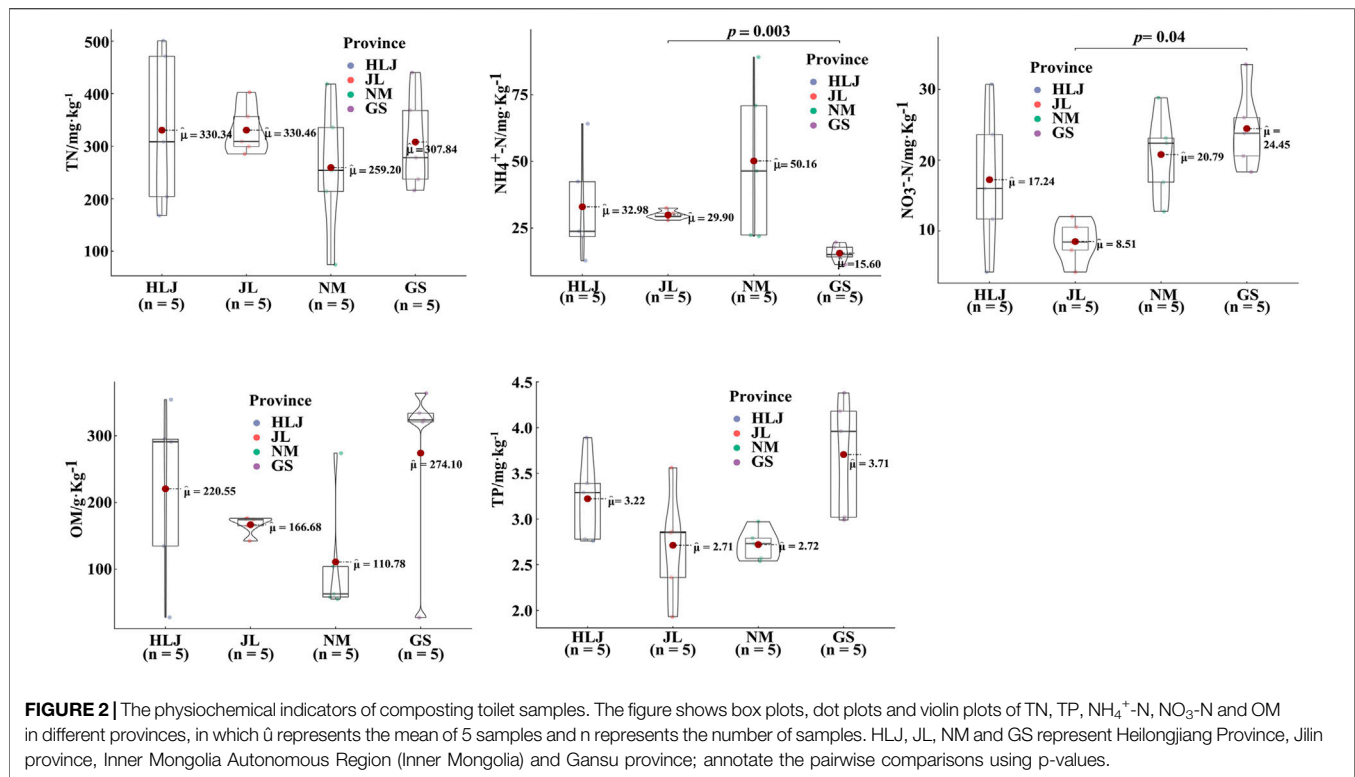 TN/mg·kg⁻¹
500
400
300
200
100
Province
HLJ
JL
NM
GS
μ̂ = 330.34
μ̂ = 330.46
μ̂ = 259.20
μ̂ = 307.84
HLJ
(n = 5)
JL
(n = 5)
NM
(n = 5)
GS
(n = 5)
NH₄⁺-N/mg·Kg⁻¹
75
50
25
p = 0.003
Province
HLJ
JL
NM
GS
μ̂ = 32.98
μ̂ = 29.90
μ̂ = 50.16
μ̂ =15.60
HLJ
(n = 5)
JL
(n = 5)
NM
(n = 5)
GS
(n = 5)
NO₃⁻-N/mg·Kg⁻¹
30
20
10
p= 0.04
Province
HLJ
JL
NM
GS
μ̂ = 17.24
μ̂ = 8.51
μ̂ = 20.79
μ̂ =
24.45
HLJ
(n = 5)
JL
(n = 5)
NM
(n = 5)
GS
(n = 5)
OM/g·Kg⁻¹
300
200
100
Province
HLJ
JL
NM
GS
μ̂ = 220.55
μ̂ = 166.68
μ̂ = 110.78
μ̂ = 274.10
HLJ
(n = 5)
JL
(n = 5)
NM
(n = 5)
GS
(n = 5)
TP/mg·kg⁻¹
4.5
4.0
3.5
3.0
2.5
2.0
Province
HLJ
JL
NM
GS
μ̂ = 3.22
μ̂ = 2.71
μ̂ = 2.72
μ̂ = 3.71
HLJ
(n = 5)
JL
(n = 5)
NM
(n = 5)
GS
(n = 5)
FIGURE 2 | The physiochemical indicators of composting toilet samples. The figure shows box plots, dot plots and violin plots of TN, TP, NH₄⁺-N, NO₃-N and OM
in different provinces, in which û represents the mean of 5 samples and n represents the number of samples. HLJ, JL, NM and GS represent Heilongjiang Province, Jilin
province, Inner Mongolia Autonomous Region (Inner Mongolia) and Gansu province; annotate the pairwise comparisons using p-values.